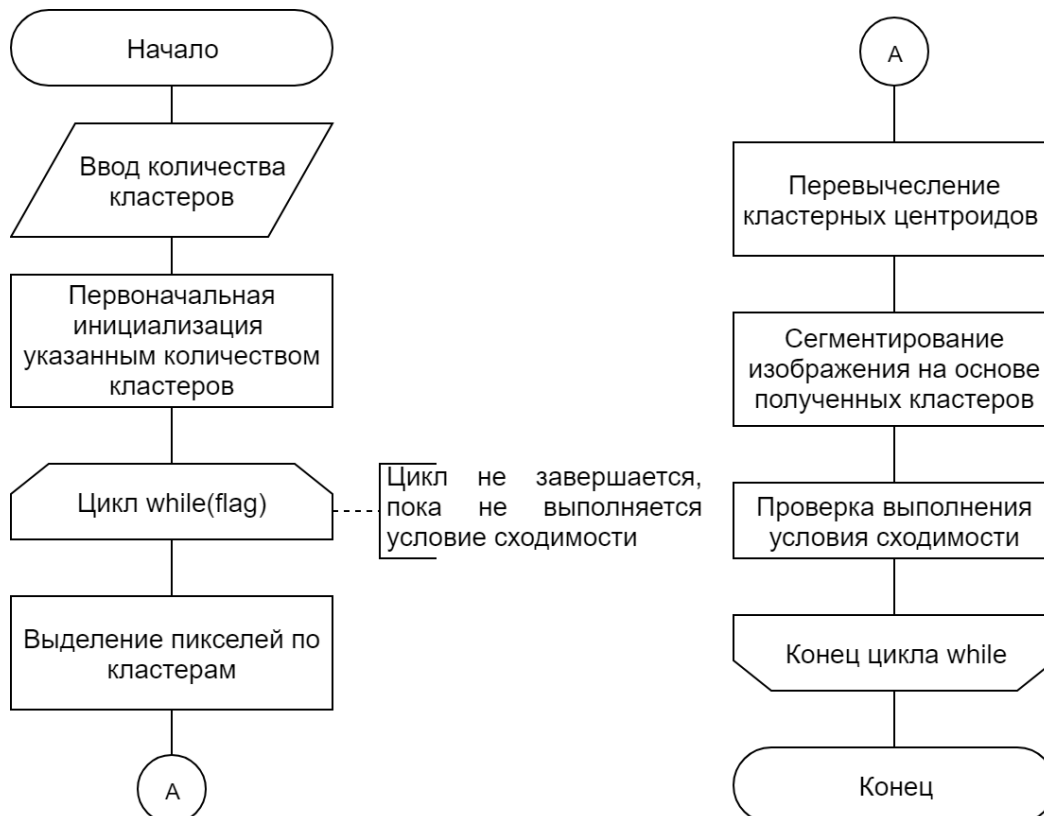 Начало
Ввод количества
кластеров
Первоначальная
инициализация
указанным количеством
кластеров
Цикл while(flag)
Цикл не завершается,
пока не выполняется
условие сходимости
Выделение пикселей по
кластерам
А
А
Перевычесление
кластерных центроидов
Сегментирование
изображения на основе
полученных кластеров
Проверка выполнения
условия сходимости
Конец цикла while
Конец